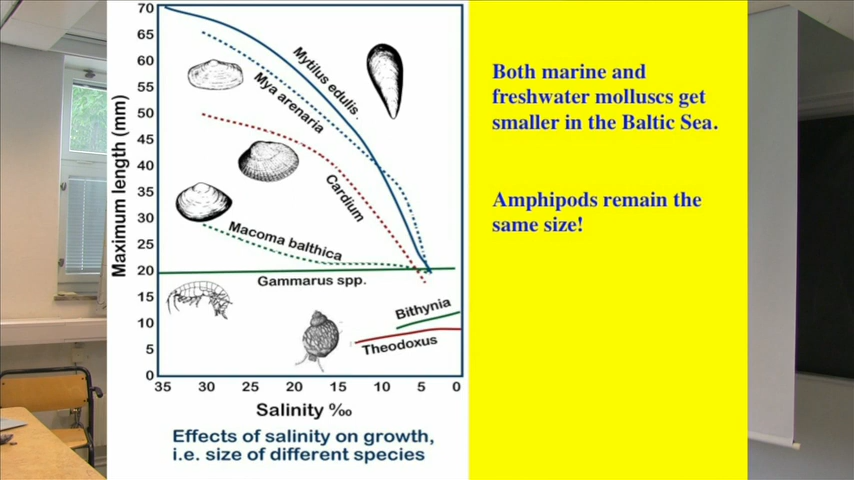 70
65
60
55
50
45
40
35
30
25
20
15
10
5
0
Maximum length (mm)
Mytilus edulis
Mya arenaria
Cardium
Macoma balthica
Gammarus spp.
Bithynia
Theodoxus
35 30 25 20 15 10 5 0
Salinity ‰
Effects of salinity on growth,
i.e. size of different species
Both marine and
freshwater molluscs get
smaller in the Baltic Sea.
Amphipods remain the
same size!